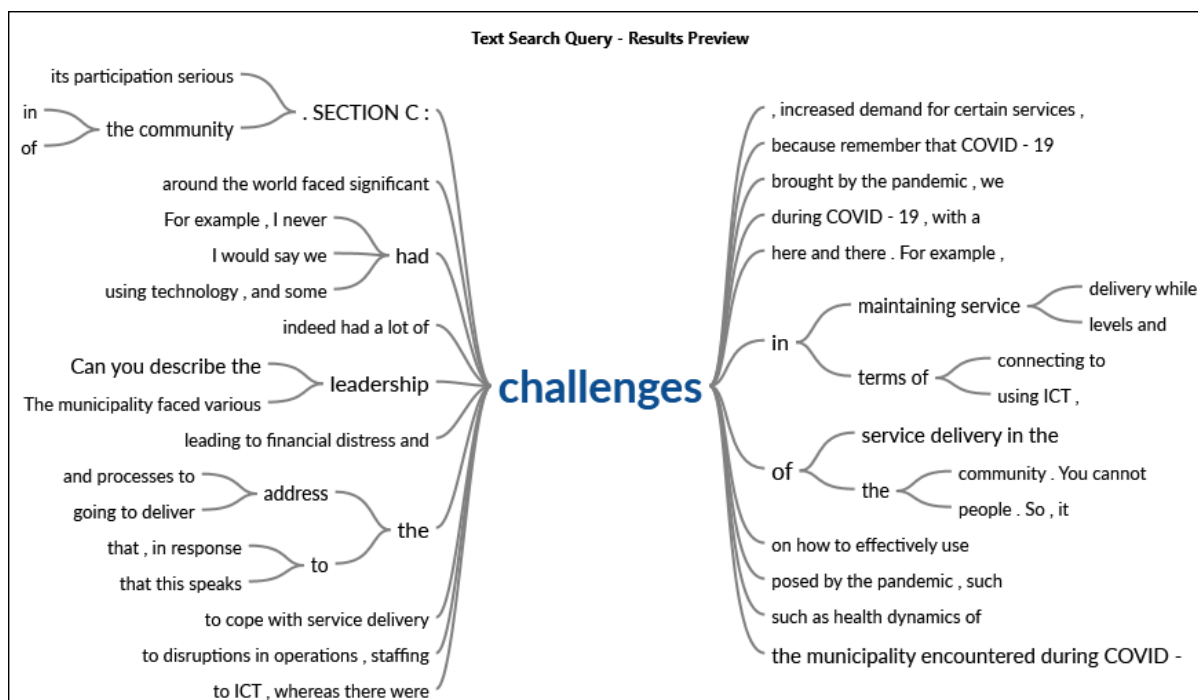 Text Search Query - Results Preview
its participation serious
in
of
the community
. SECTION C :
around the world faced significant
For example , I never
I would say we
using technology , and some
had
indeed had a lot of
Can you describe the
The municipality faced various
leadership
leading to financial distress and
and processes to
going to deliver
address
that , in response
that this speaks
to
the
to cope with service delivery
to disruptions in operations , staffing
to ICT , whereas there were
challenges
, increased demand for certain services ,
because remember that COVID - 19
brought by the pandemic , we
during COVID - 19 , with a
here and there . For example ,
in
maintaining service
delivery while
levels and
terms of
connecting to
using ICT ,
of
service delivery in the
the
community . You cannot
people . So , it
on how to effectively use
posed by the pandemic , such
such as health dynamics of
the municipality encountered during COVID -